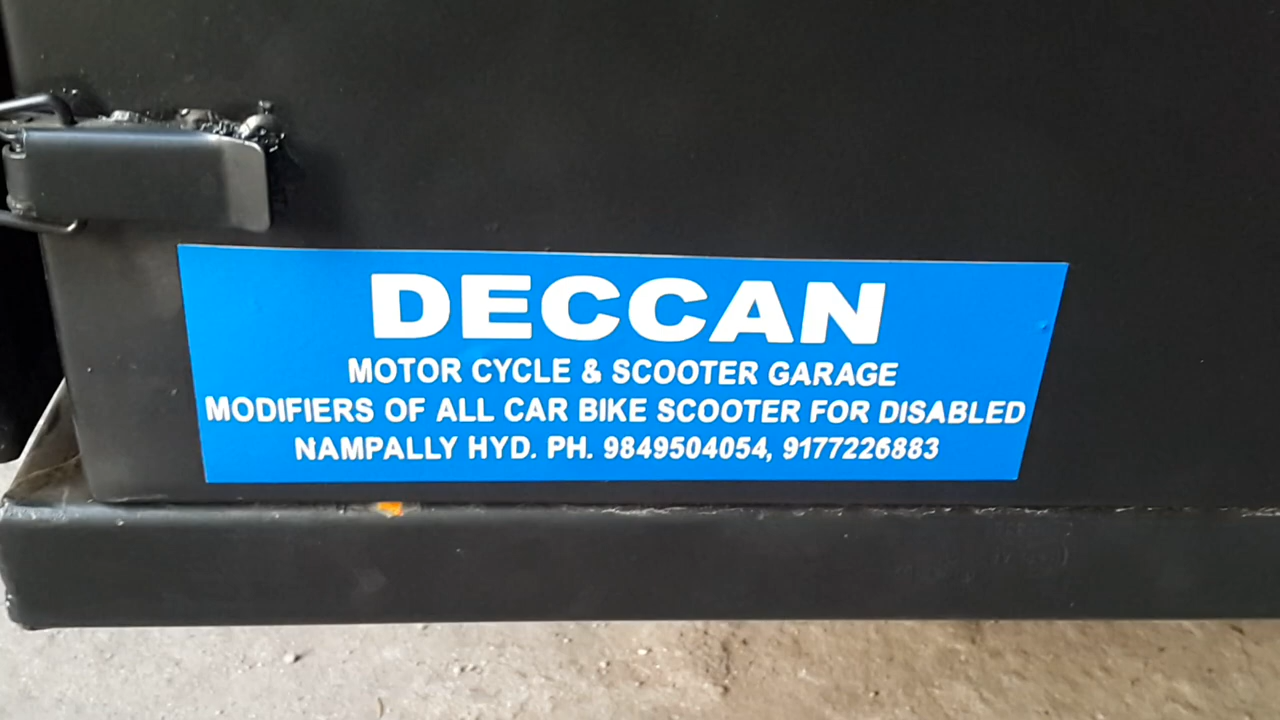 DECCAN
MOTOR CYCLE & SCOOTER GARAGE
MODIFIERS OF ALL CAR BIKE SCOOTER FOR DISABLED
NAMPALLY HYD. PH. 9849504054, 9177226883